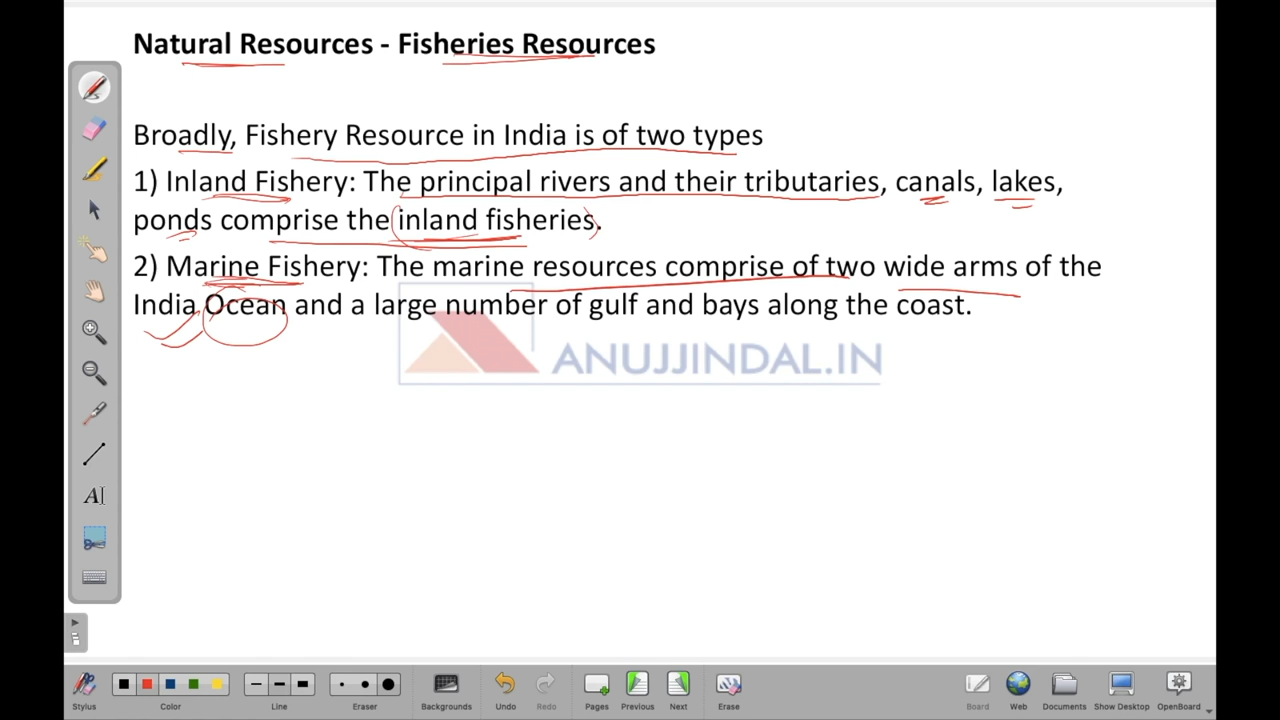 Natural Resources - Fisheries Resources
Broadly, Fishery Resource in India is of two types
1) Inland Fishery: The principal rivers and their tributaries, canals, lakes,
ponds comprise the inland fisheries.
2) Marine Fishery: The marine resources comprise of two wide arms of the
India Ocean and a large number of gulf and bays along the coast.
ANUJJINDAL.IN
Stylus Color Line Eraser Backgrounds Undo Redo Pages Previous Next Erase Board Web Documents Show Desktop OpenBoard